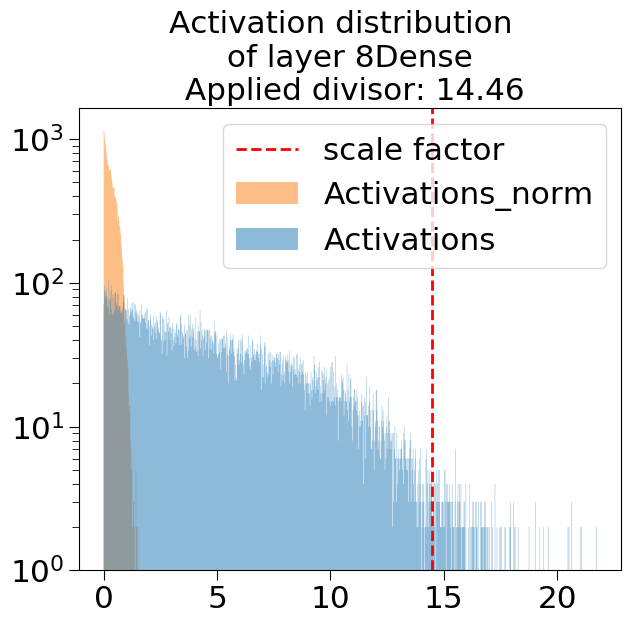 Activation distribution
of layer 8Dense
Applied divisor: 14.46
10³
10²
10¹
10⁰
scale factor
Activations_norm
Activations
0 5 10 15 20